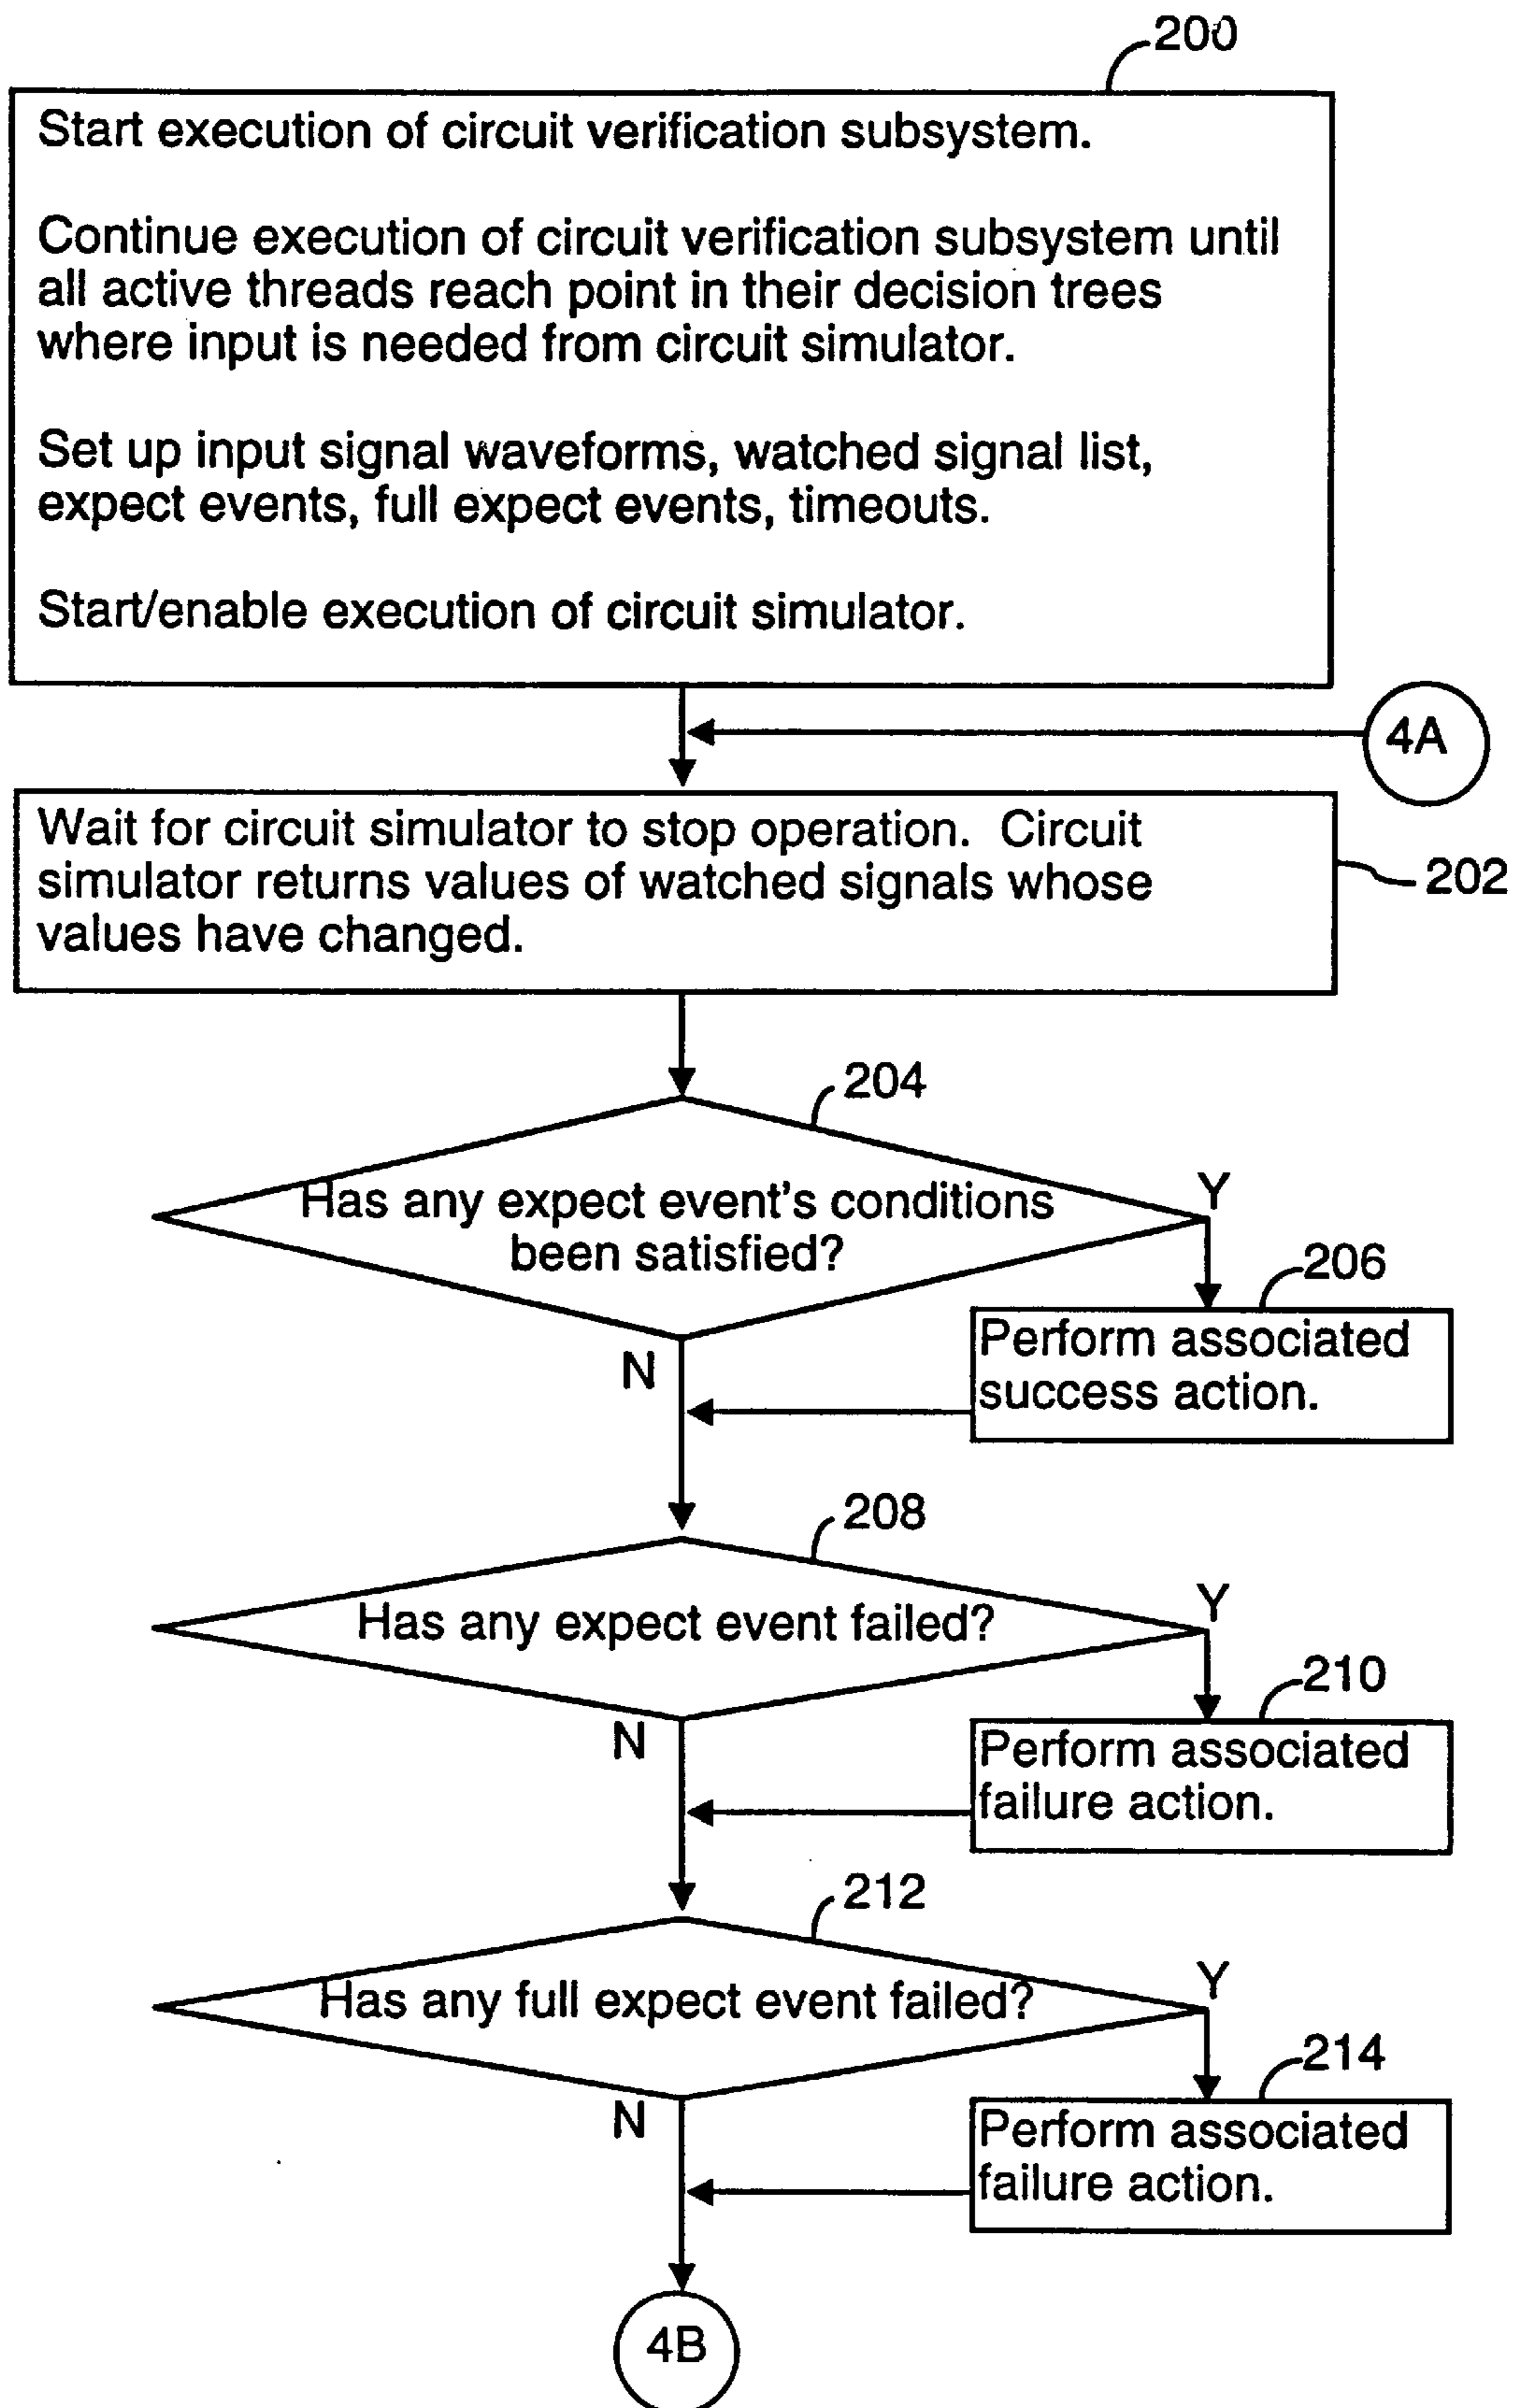 200
Start execution of circuit verification subsystem.
Continue execution of circuit verification subsystem until
all active threads reach point in their decision trees
where input is needed from circuit simulator.
Set up input signal waveforms, watched signal list,
expect events, full expect events, timeouts.
Start/enable execution of circuit simulator.
4A
Wait for circuit simulator to stop operation. Circuit
simulator returns values of watched signals whose
values have changed.
202
204
Has any expect event's conditions
been satisfied?
Y
N
206
Perform associated
success action.
208
Has any expect event failed?
Y
N
210
Perform associated
failure action.
212
Has any full expect event failed?
Y
N
214
Perform associated
failure action.
4B